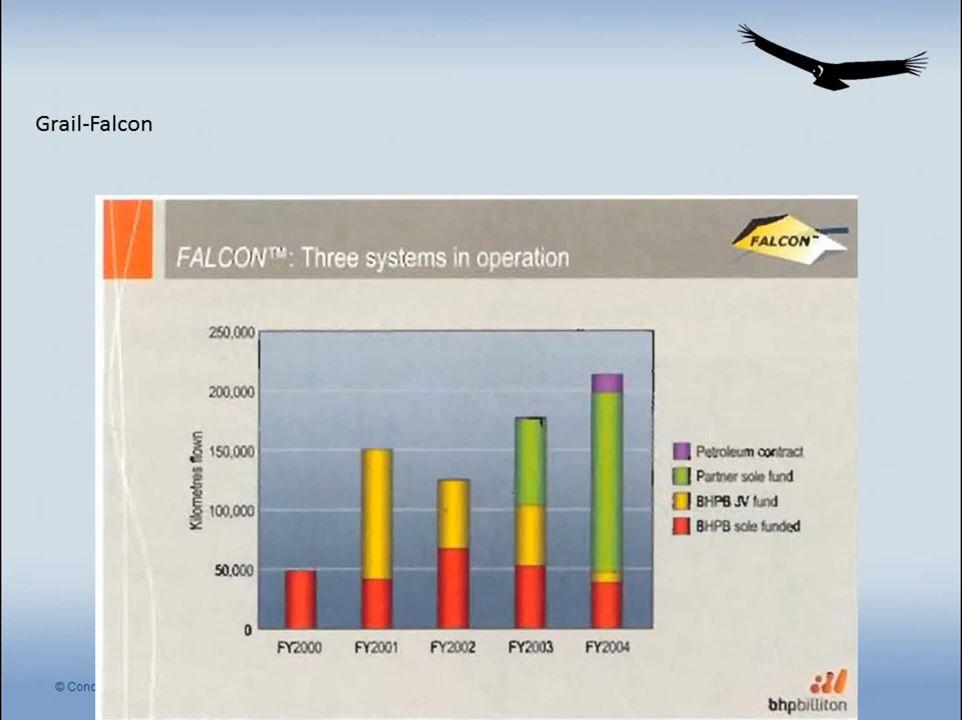 Grail-Falcon
FALCON™: Three systems in operation
FALCON™
250,000
200,000
150,000
100,000
50,000
0
Kilometres flown
FY2000
FY2001
FY2002
FY2003
FY2004
Petroleum contract
Partner sole fund
BHPB JV fund
BHPB sole funded
bhpbilliton